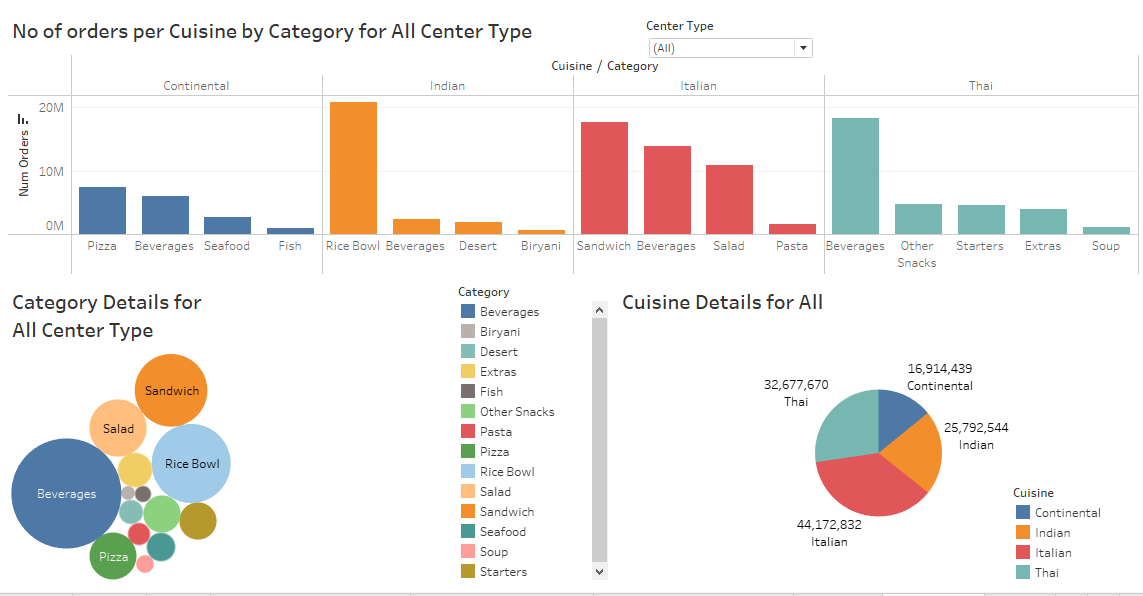 No of orders per Cuisine by Category for All Center Type
Center Type
(All)
Cuisine / Category
Continental
Indian
Italian
Thai
Num Orders
20M
10M
0M
Pizza
Beverages
Seafood
Fish
Rice Bowl
Beverages
Desert
Biryani
Sandwich
Beverages
Salad
Pasta
Beverages
Other
Snacks
Starters
Extras
Soup
Category Details for
All Center Type
Sandwich
Salad
Rice Bowl
Beverages
Pizza
Category
Beverages
Biryani
Desert
Extras
Fish
Other Snacks
Pasta
Pizza
Rice Bowl
Salad
Sandwich
Seafood
Soup
Starters
Cuisine Details for All
16,914,439
Continental
32,677,670
Thai
25,792,544
Indian
44,172,832
Italian
Cuisine
Continental
Indian
Italian
Thai